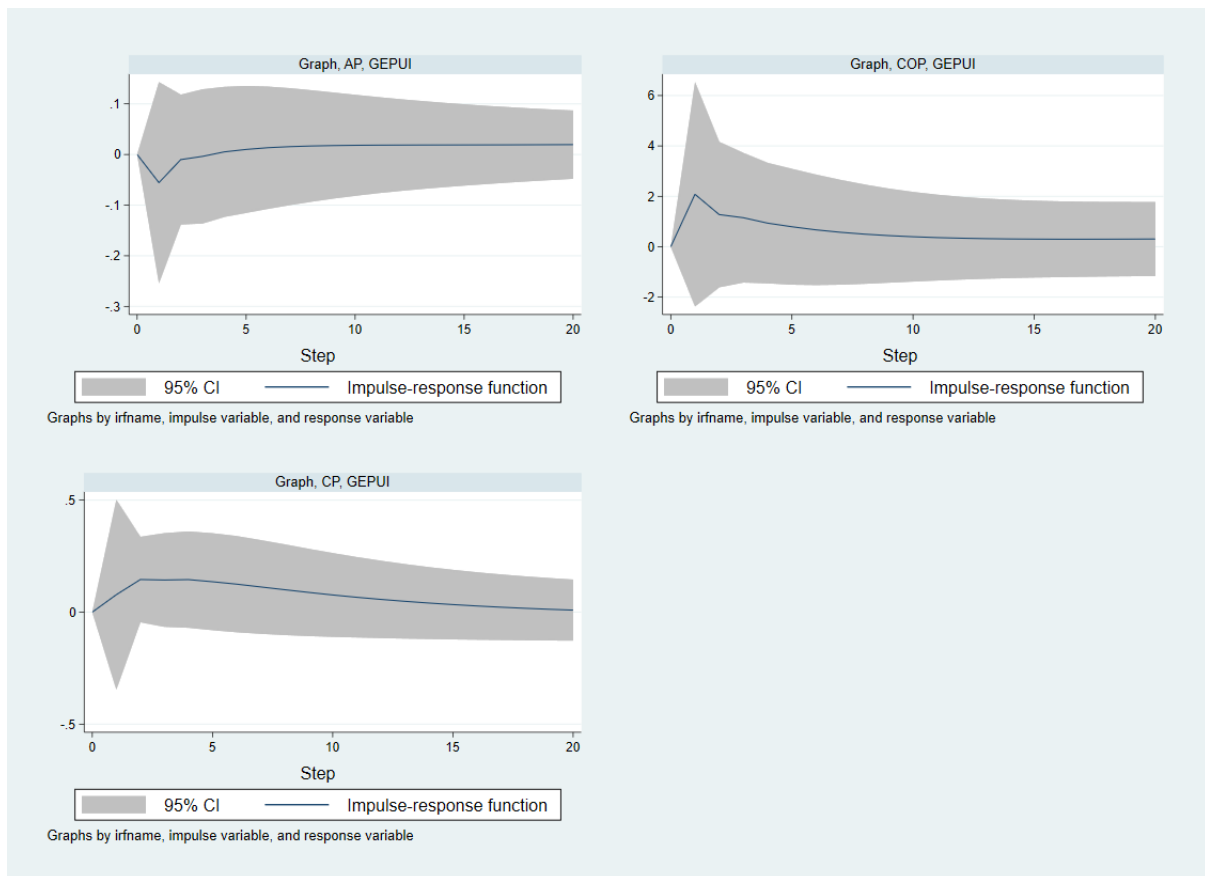 Graph, AP, GEPUI
.1
0
-.1
-.2
-.3
0 5 10 15 20
Step
95% CI Impulse-response function
Graphs by irfname, impulse variable, and response variable
Graph, COP, GEPUI
6
4
2
0
-2
0 5 10 15 20
Step
95% CI Impulse-response function
Graphs by irfname, impulse variable, and response variable
Graph, CP, GEPUI
.5
0
-.5
0 5 10 15 20
Step
95% CI Impulse-response function
Graphs by irfname, impulse variable, and response variable